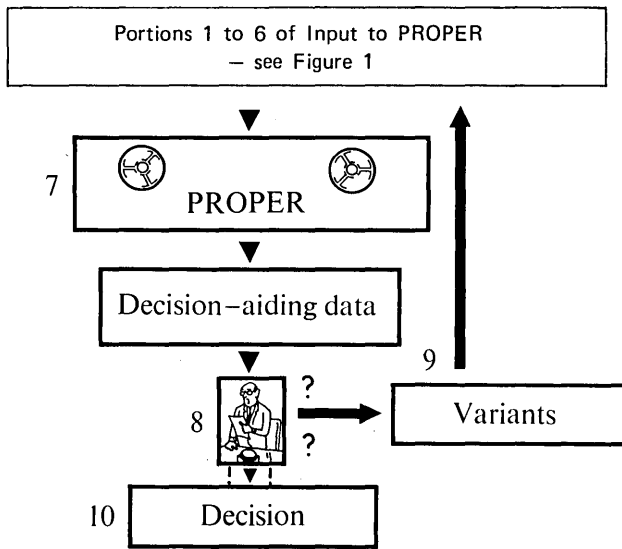 Portions 1 to 6 of Input to PROPER
– see Figure 1
7
PROPER
Decision–aiding data
9
?
8
Variants
?
10
Decision